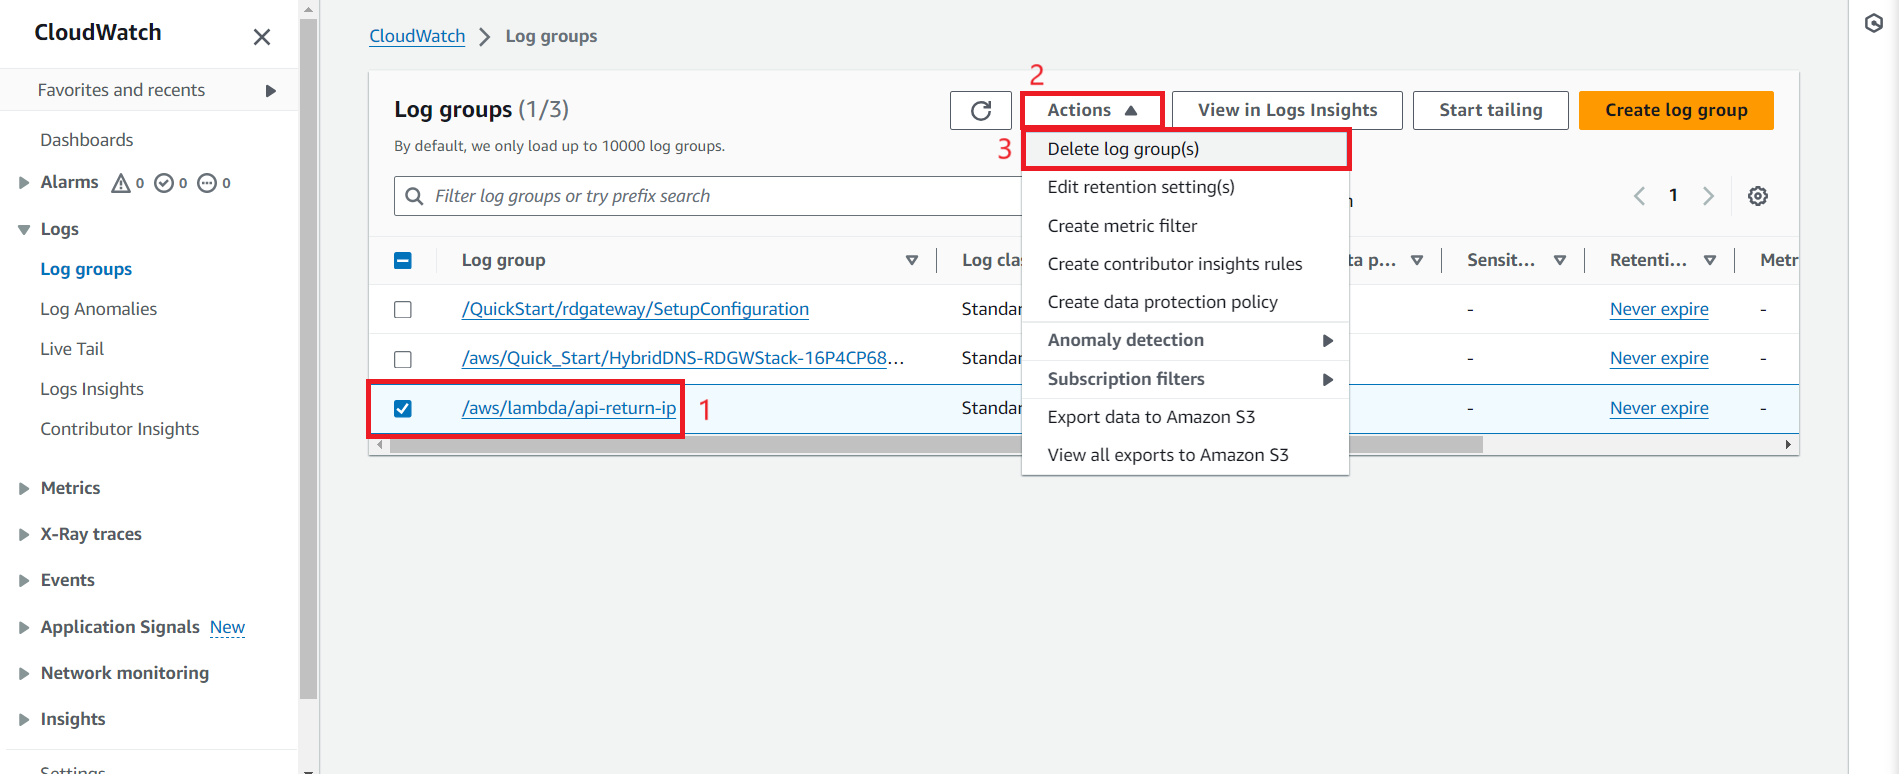 CloudWatch
Favorites and recents
Dashboards
Alarms 0 0 0
Logs
Log groups
Log Anomalies
Live Tail
Logs Insights
Contributor Insights
Metrics
X-Ray traces
Events
Application Signals New
Network monitoring
Insights
Settings
CloudWatch > Log groups
Log groups (1/3)
By default, we only load up to 10000 log groups.
2
Actions
View in Logs Insights
Start tailing
Create log group
3
Delete log group(s)
Edit retention setting(s)
Create metric filter
Create contributor insights rules
Create data protection policy
Anomaly detection
Subscription filters
Export data to Amazon S3
View all exports to Amazon S3
Filter log groups or try prefix search
1
Log group Log cla ta p... Sensit... Retenti... Metr
/QuickStart/rdgateway/SetupConfiguration Standar - Never expire -
/aws/Quick_Start/HybridDNS-RDGWStack-16P4CP68... Standar - Never expire -
/aws/lambda/api-return-ip 1 Standar - Never expire -